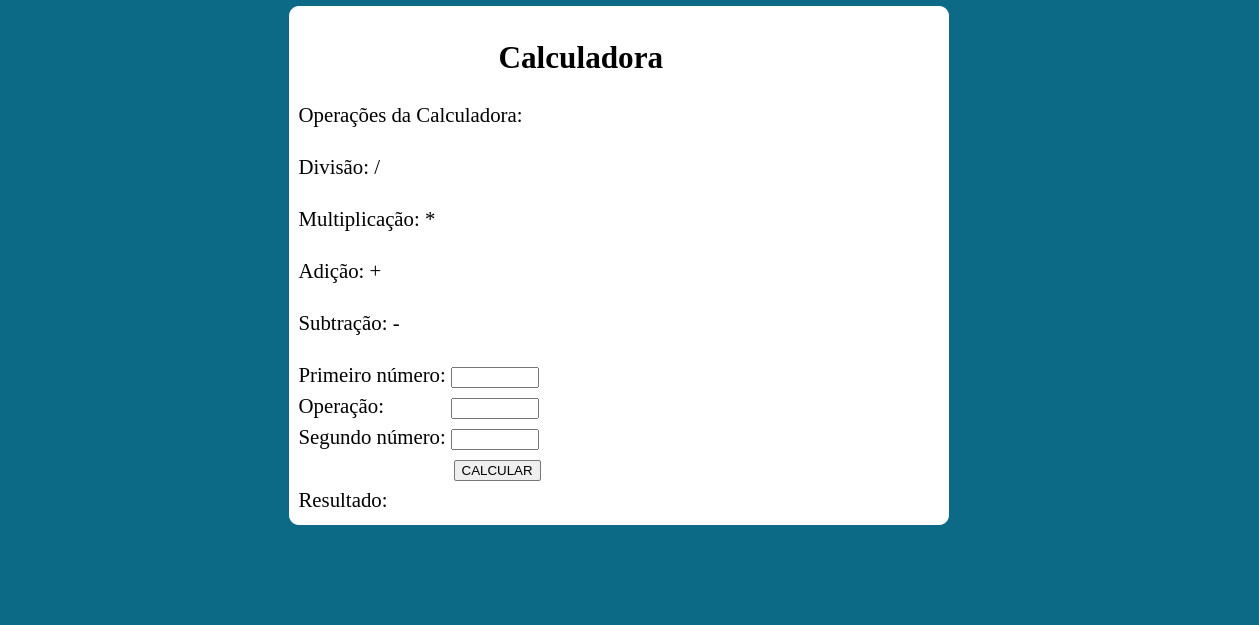 Calculadora
Operações da Calculadora:
Divisão: /
Multiplicação: *
Adição: +
Subtração: -
Primeiro número:
Operação:
Segundo número:
CALCULAR
Resultado: